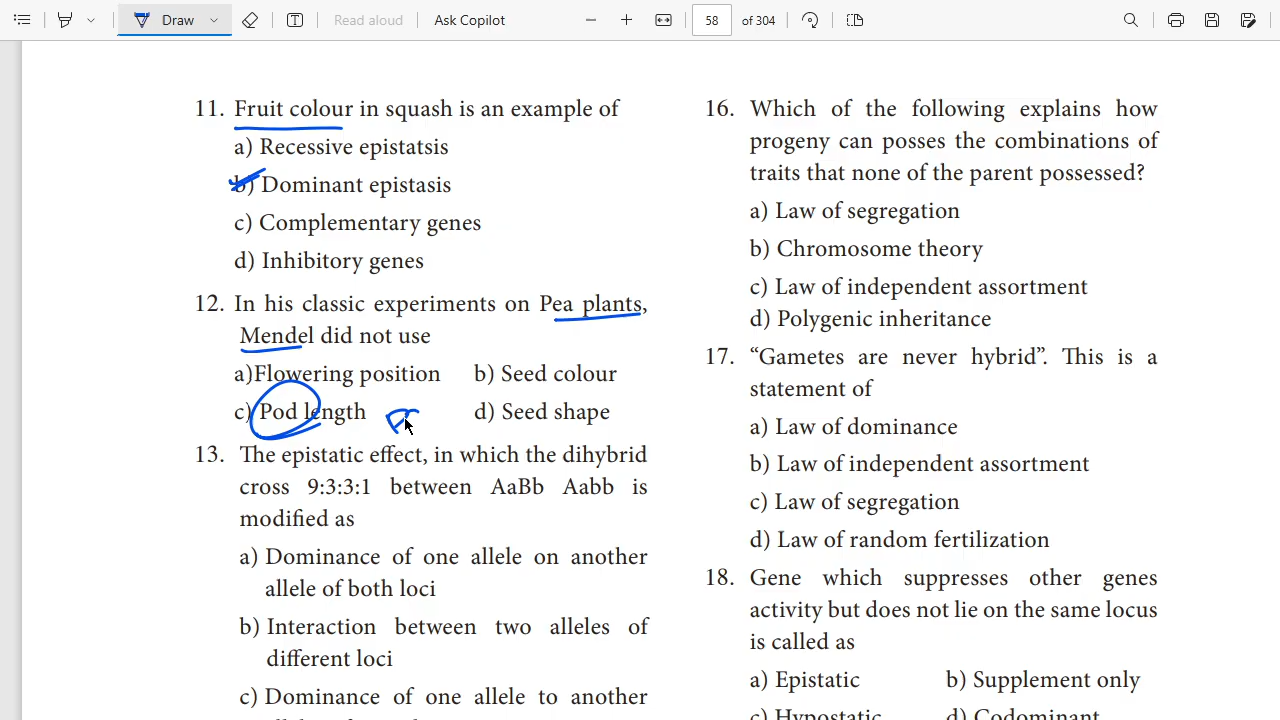 Draw
Read aloud
Ask Copilot
58
of 304
11. Fruit colour in squash is an example of
a) Recessive epistatsis
b) Dominant epistasis
c) Complementary genes
d) Inhibitory genes
12. In his classic experiments on Pea plants,
Mendel did not use
a)Flowering position b) Seed colour
c) Pod length d) Seed shape
13. The epistatic effect, in which the dihybrid
cross 9:3:3:1 between AaBb Aabb is
modified as
a) Dominance of one allele on another
allele of both loci
b) Interaction between two alleles of
different loci
c) Dominance of one allele to another
16. Which of the following explains how
progeny can posses the combinations of
traits that none of the parent possessed?
a) Law of segregation
b) Chromosome theory
c) Law of independent assortment
d) Polygenic inheritance
17. “Gametes are never hybrid”. This is a
statement of
a) Law of dominance
b) Law of independent assortment
c) Law of segregation
d) Law of random fertilization
18. Gene which suppresses other genes
activity but does not lie on the same locus
is called as
a) Epistatic b) Supplement only
c) Hypostatic d) Codominant